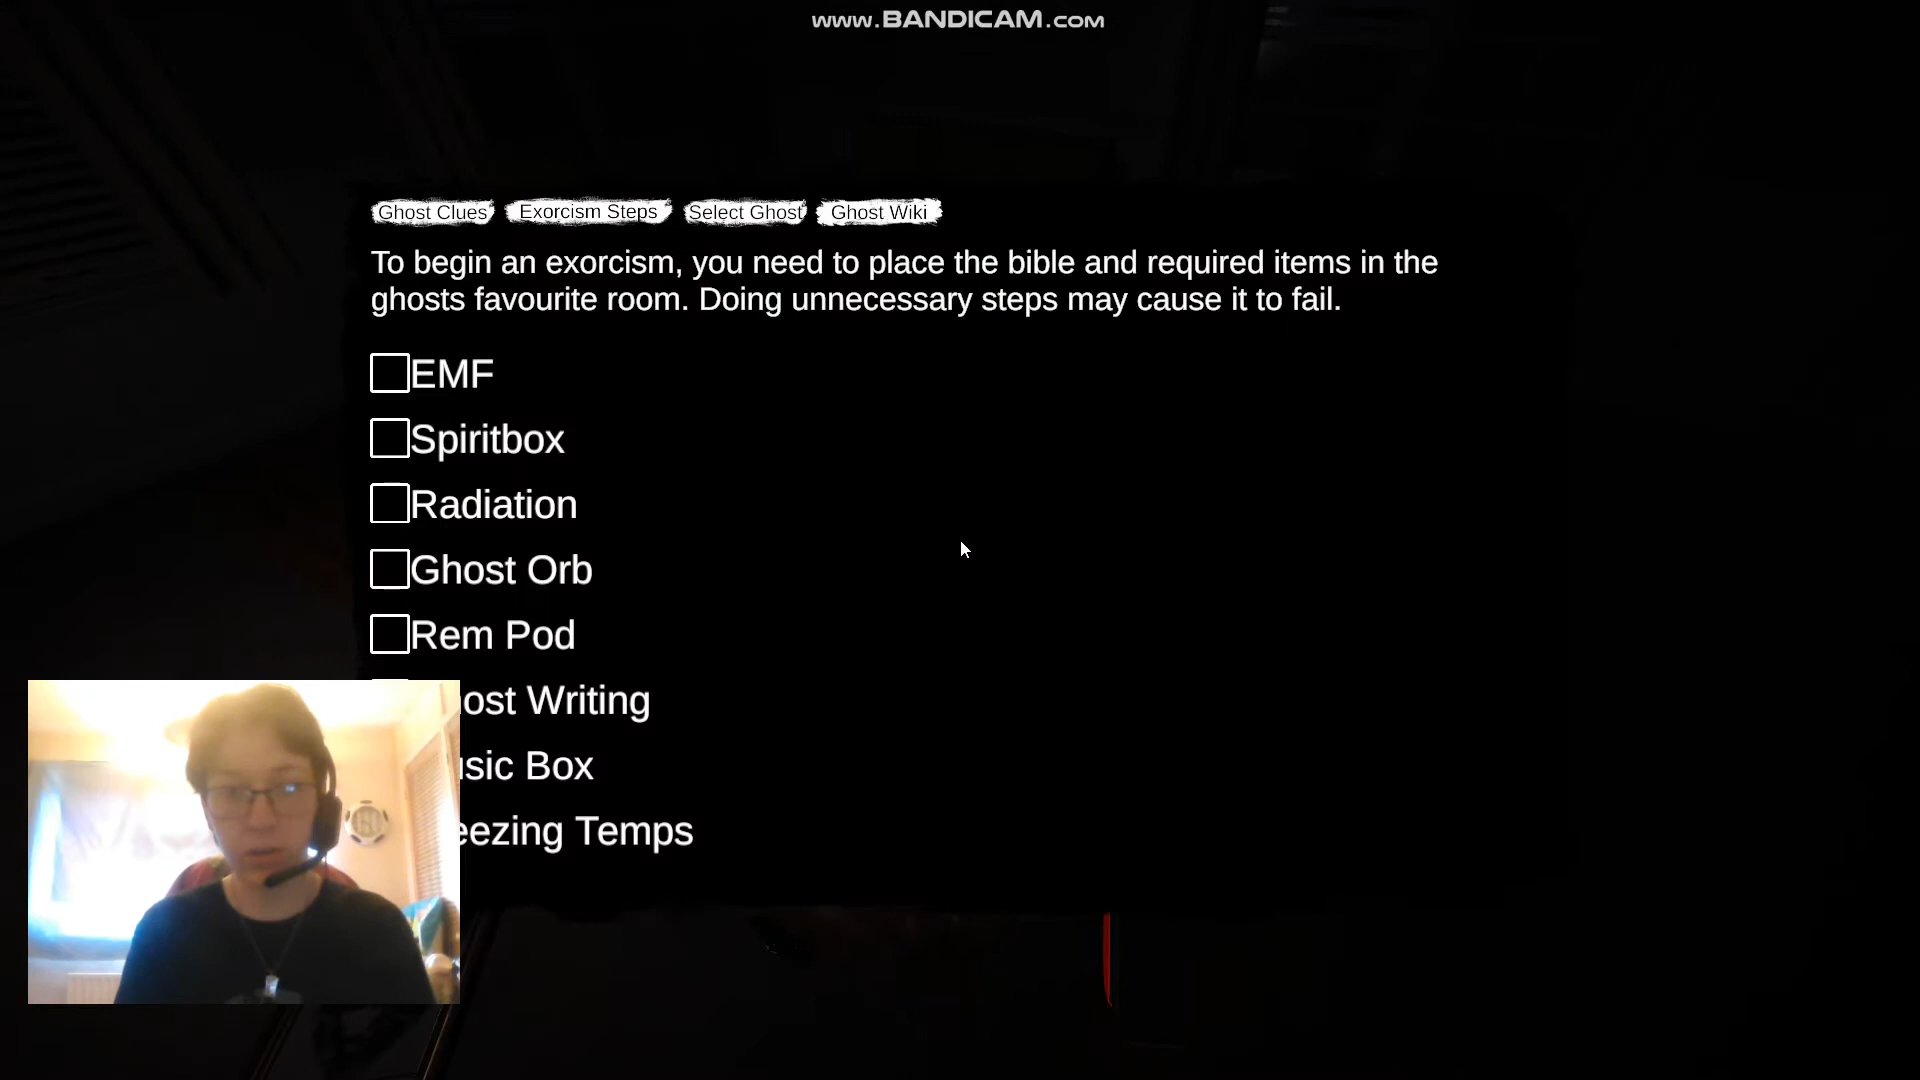 www.BANDICAM.COM
Ghost Clues Exorcism Steps Select Ghost Ghost Wiki
To begin an exorcism, you need to place the bible and required items in the
ghosts favourite room. Doing unnecessary steps may cause it to fail.
EMF
Spiritbox
Radiation
Ghost Orb
Rem Pod
ost Writing
sic Box
eezing Temps